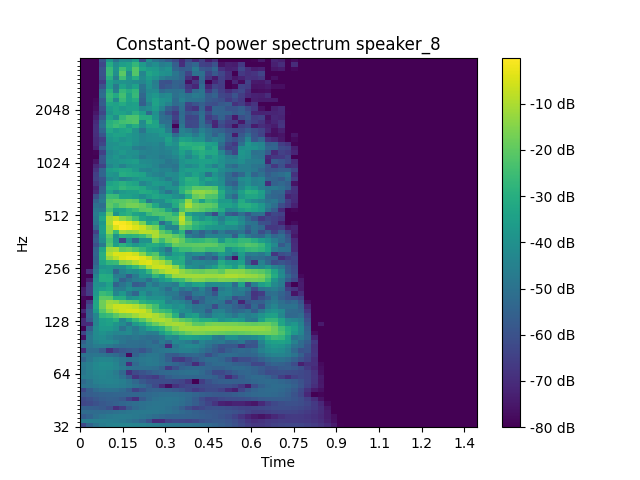 Constant-Q power spectrum speaker_8
Hz
2048
1024
512
256
128
64
32
0 0.15 0.3 0.45 0.6 0.75 0.9 1.1 1.2 1.4
Time
-10 dB
-20 dB
-30 dB
-40 dB
-50 dB
-60 dB
-70 dB
-80 dB